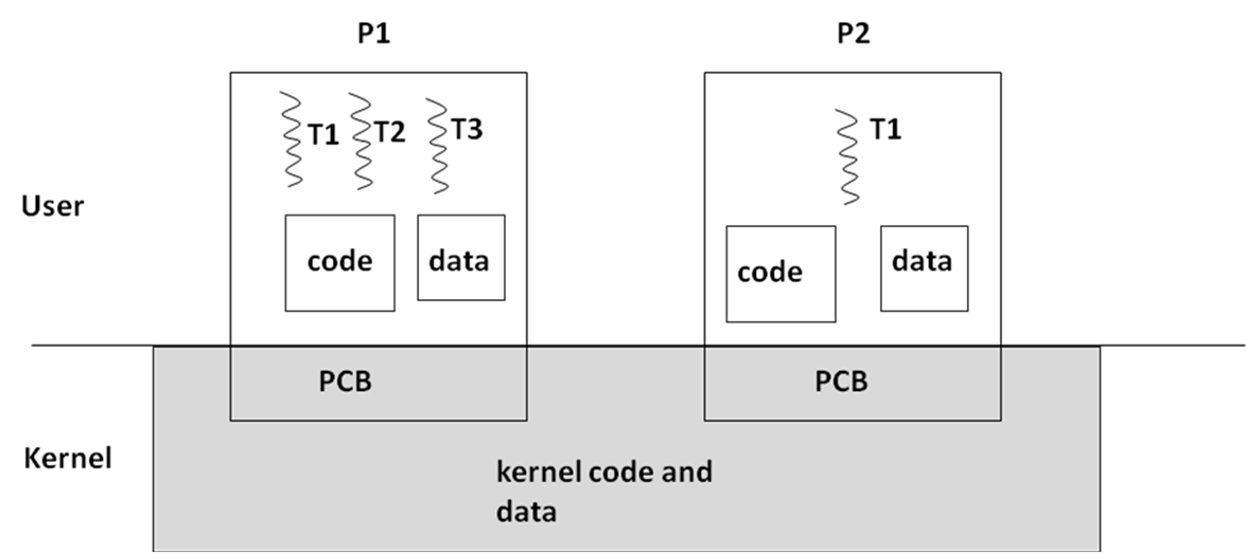 P1
P2
T1
T2
T3
T1
User
code
data
code
data
PCB
PCB
Kernel
kernel code and
data